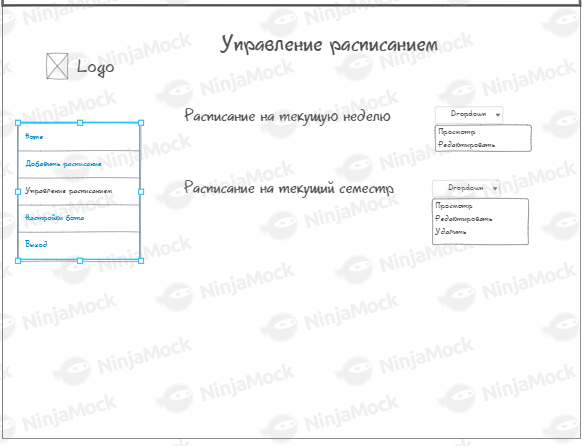 Управление расписанием
Logo
Расписание на текущую неделю
Dropdown
Просмотр
Редактировать
Home
Добавить расписание
Управление расписанием
Настройки бота
Выход
Расписание на текущий семестр
Dropdown
Просмотр
Редактировать
Удалить
NinjaMock